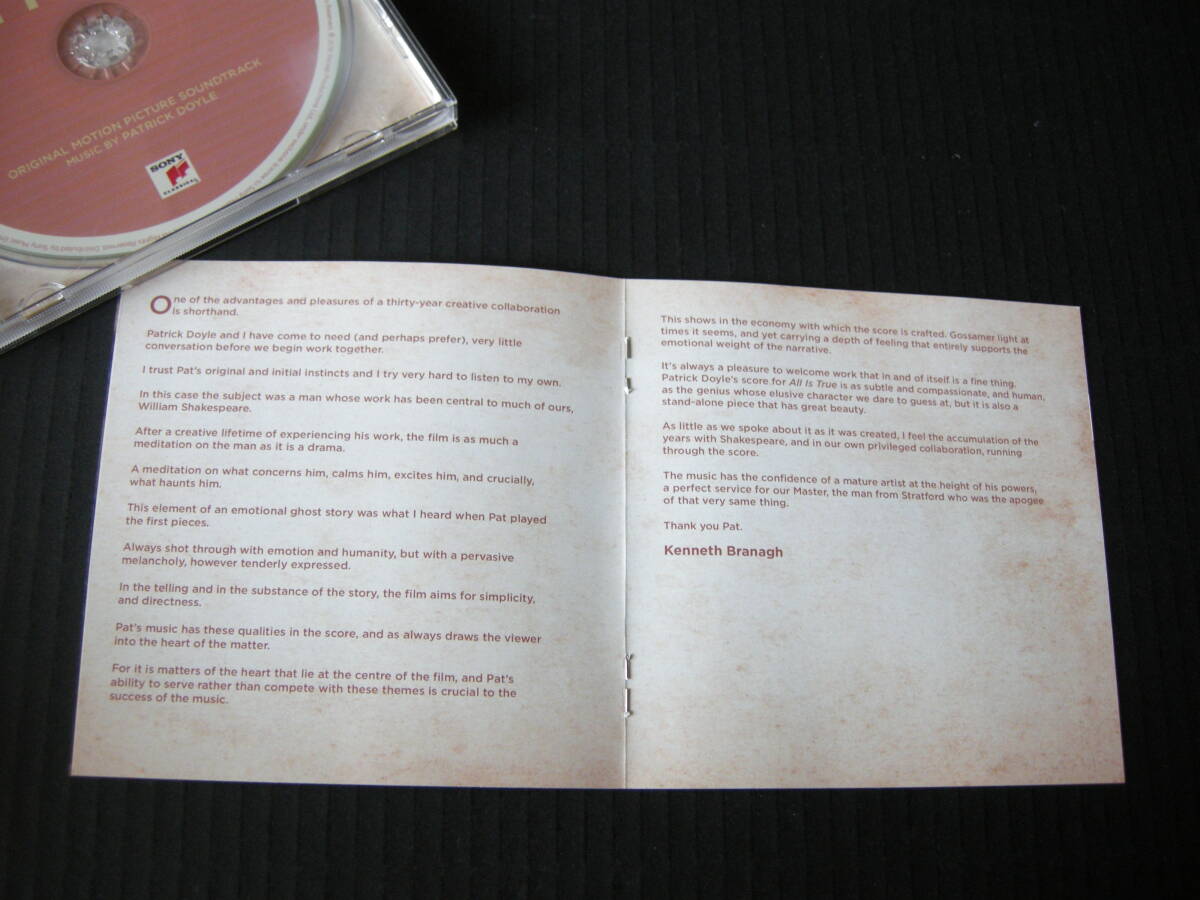 ORIGINAL MOTION PICTURE SOUNDTRACK
MUSIC BY PATRICK DOYLE
SONY
CLASSICAL
One of the advantages and pleasures of a thirty-year creative collaboration
is shorthand.
Patrick Doyle and I have come to need (and perhaps prefer), very little
conversation before we begin work together.
I trust Pat's original and initial instincts and I try very hard to listen to my own.
In this case the subject was a man whose work has been central to much of ours,
William Shakespeare.
After a creative lifetime of experiencing his work, the film is as much a
meditation on the man as it is a drama.
A meditation on what concerns him, calms him, excites him, and crucially,
what haunts him.
This element of an emotional ghost story was what I heard when Pat played
the first pieces.
Always shot through with emotion and humanity, but with a pervasive
melancholy, however tenderly expressed.
In the telling and in the substance of the story, the film aims for simplicity,
and directness.
Pat's music has these qualities in the score, and as always draws the viewer
into the heart of the matter.
For it is matters of the heart that lie at the centre of the film, and Pat's
ability to serve rather than compete with these themes is crucial to the
success of the music.
This shows in the economy with which the score is crafted. Gossamer light at
times it seems, and yet carrying a depth of feeling that entirely supports the
emotional weight of the narrative.
It's always a pleasure to welcome work that in and of itself is a fine thing.
Patrick Doyle's score for All Is True is as subtle and compassionate, and human,
as the genius whose elusive character we dare to guess at, but it is also a
stand-alone piece that has great beauty.
As little as we spoke about it as it was created, I feel the accumulation of the
years with Shakespeare, and in our own privileged collaboration, running
through the score.
The music has the confidence of a mature artist at the height of his powers,
a perfect service for our Master, the man from Stratford who was the apogee
of that very same thing.
Thank you Pat.
Kenneth Branagh